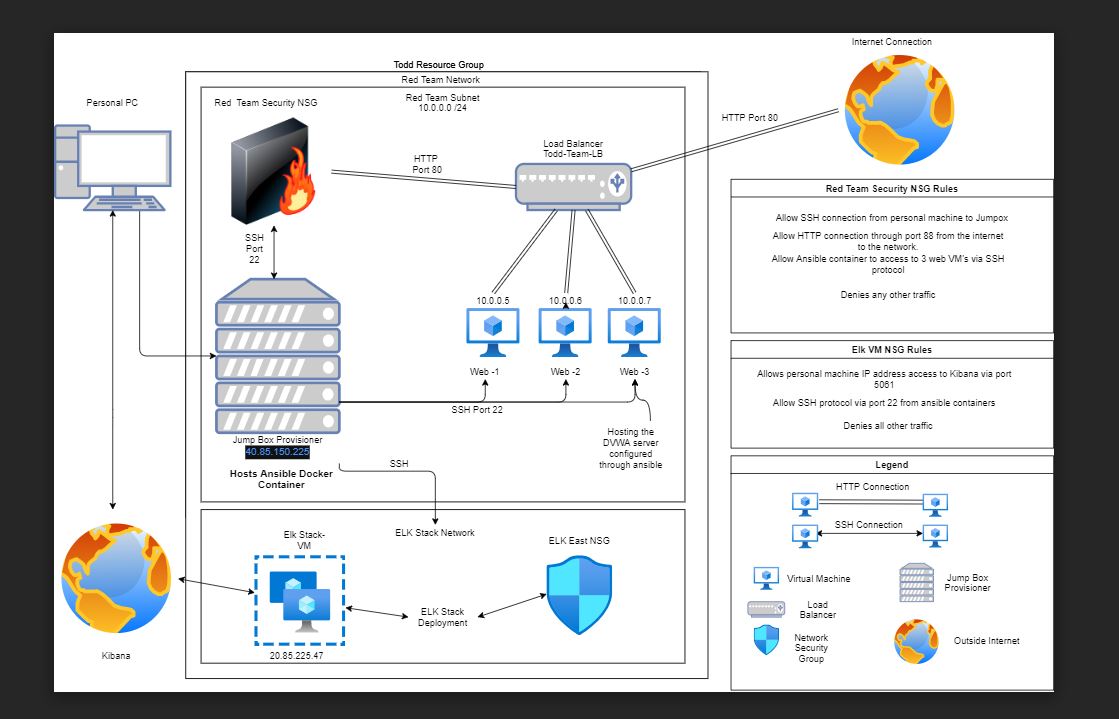 Internet Connection
Todd Resource Group
Red Team Network
Personal PC
Red Team Security NSG
Red Team Subnet
10.0.0.0 /24
HTTP Port 80
HTTP
Port 80
Load Balancer
Todd-Team-LB
SSH
Port
22
10.0.0.5
10.0.0.6
10.0.0.7
Web -1
Web -2
Web -3
SSH Port 22
Jump Box Provisioner
40.85.150.225
Hosts Ansible Docker
Container
Hosting the
DVWA server
configured
through ansible
SSH
ELK Stack Network
Elk Stack-
VM
ELK East NSG
ELK Stack
Deployment
20.85.225.47
Kibana
Red Team Security NSG Rules
Allow SSH connection from personal machine to Jumpox
Allow HTTP connection through port 88 from the internet
to the network.
Allow Ansible container to access to 3 web VM's via SSH
protocol
Denies any other traffic
Elk VM NSG Rules
Allows personal machine IP address access to Kibana via port
5061
Allow SSH protocol via port 22 from ansible containers
Denies all other traffic
Legend
HTTP Connection
SSH Connection
Virtual Machine
Jump Box
Provisioner
Load
Balancer
Network
Security
Group
Outside Internet